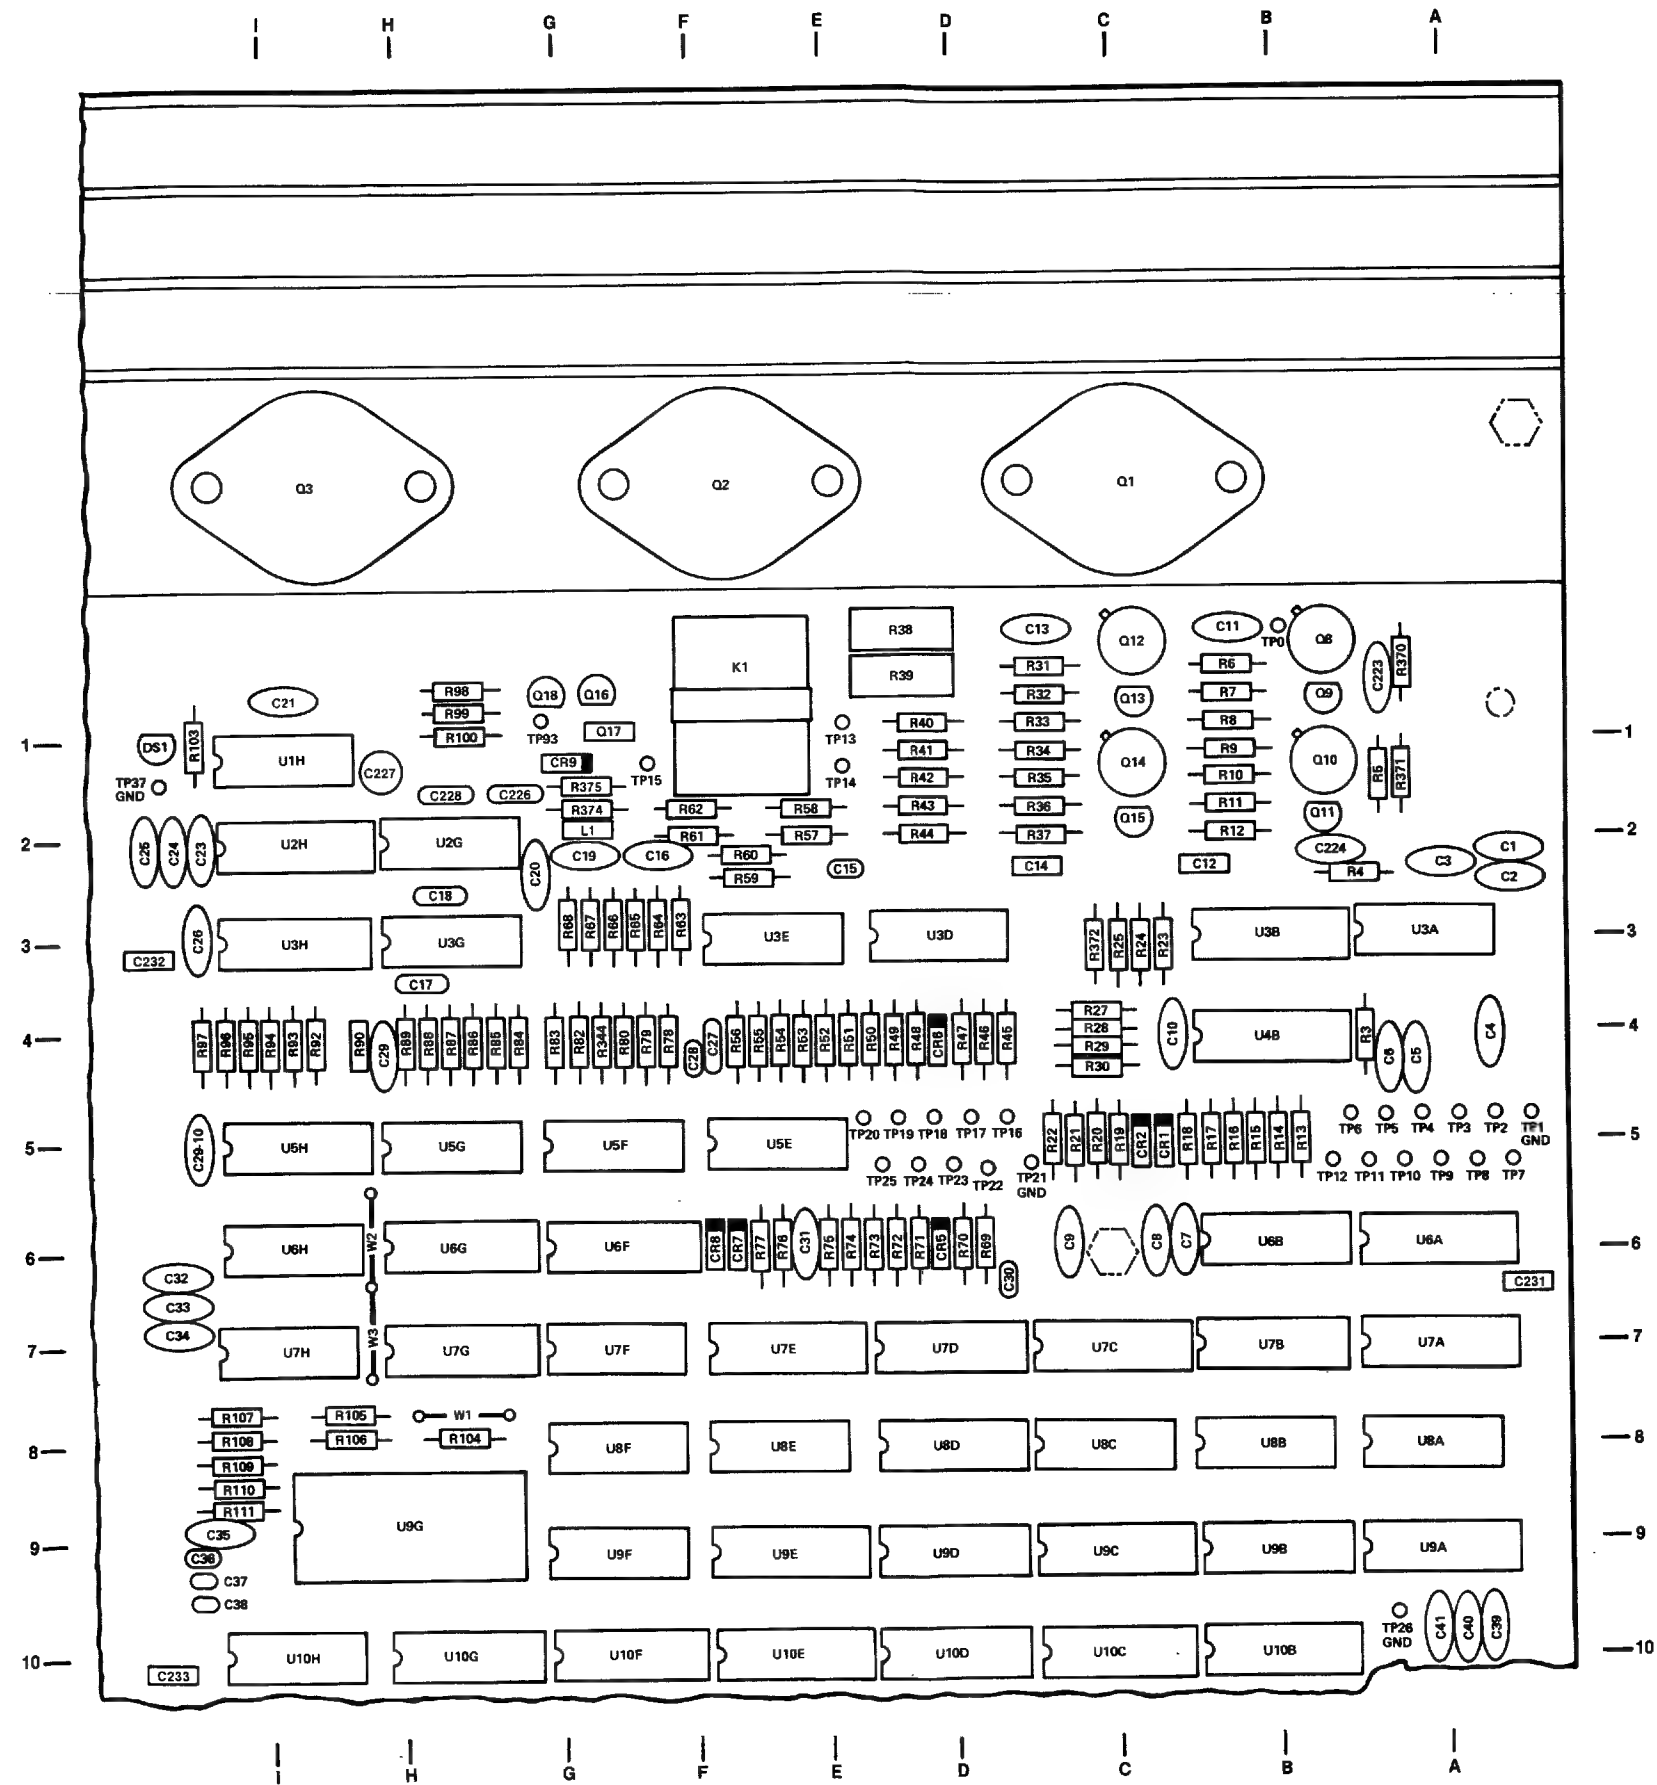 I H G F E D C B A
Q3 Q2 Q1
R38 C13 Q12 C11 TP0 Q8
K1 R39 R31 R6 C223 R370
R98 Q18 Q16 R32 Q13 R7 Q9
C21 R99 R40 R33 R8
R103 R100 TP93 Q17 TP13
1 DS1 U1H R41 R34 Q14 R9 Q10 1
CR9 TP15 TP14 R42 R35 R10 R5 R371
TP37 C227 R375
GND
C228 C226 R374 R62 R58 R43 R36 Q15 R11 Q11
L1 R61 R57 R44 R37 R12 2
2 C25 C24 C23 U2H U2G C20 C19 C16 R60 C15 C14 C12 C224 C3 C1
R59 R4 C2
C18
3 C26 U3H U3G R68 R67 R66 R65 R64 R63 U3E U3D R372 R25 R24 R23 U3B U3A 3
C232 C17
4 R97 R96 R95 R94 R93 R92 R90 C29 R89 R88 R87 R86 R85 R84 R83 R82 R344 R80 R79 R78 C28 C27 R56 R55 R54 R53 R52 R51 R50 R49 R48 CR6 R47 R46 R45 R27 C10 U4B R3 C6 C5 C4 4
R28
R29
R30
TP20 TP19 TP18 TP17 TP16 TP6 TP5 TP4 TP3 TP2 TP1
GND
5 C29-10 U5H U5G U5F U5E R22 R21 R20 R19 CR2 CR1 R18 R17 R16 R15 R14 R13 5
TP25 TP24 TP23 TP22 TP21 TP12 TP11 TP10 TP9 TP8 TP7
GND
6 U6H W2 U6G U6F CR8 CR7 R77 R76 C31 R75 R74 R73 R72 R71 CR5 R70 R69 C30 C9 C8 C7 U6B U6A 6
C32 C231
C33
C34
7 U7H W3 U7G U7F U7E U7D U7C U7B U7A 7
R107 R105 W1
R108 R106 R104
8 U8F U8E U8D U8C U8B U8A 8
R109
R110
R111
C35 U9G
9 C36 U9F U9E U9D U9C U9B U9A 9
C37
C38
TP26 C41 C40 C39
GND
10 C233 U10H U10G U10F U10E U10D U10C U10B 10
I H G F E D C B A